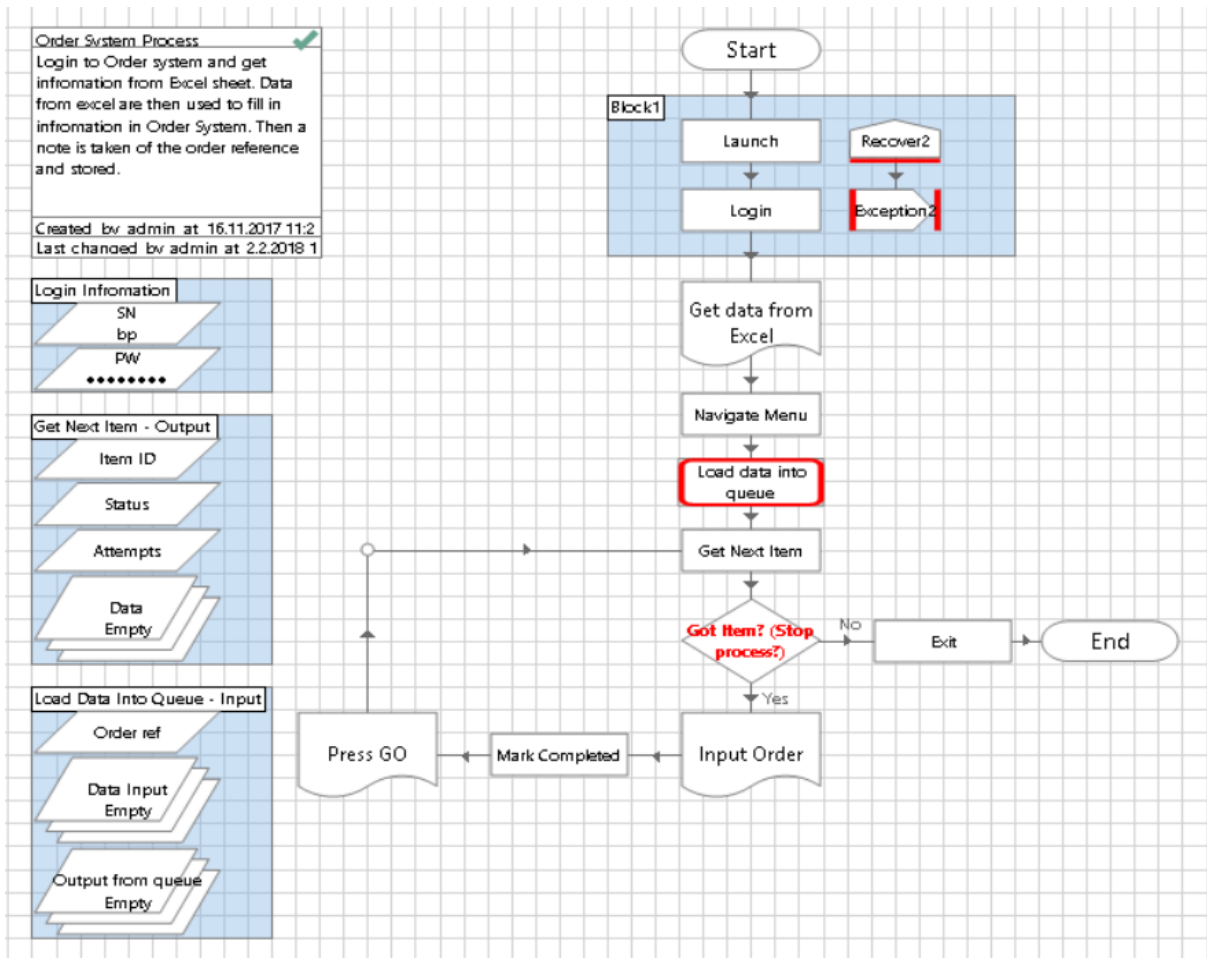 Order System Process
Login to Order system and get
infromation from Excel sheet. Data
from excel are then used to fill in
infromation in Order System. Then a
note is taken of the order reference
and stored.
Created by admin at 16.11.2017 11:2
Last changed by admin at 2.2.2018 1
Login Infromation
SN
bp
PW
••••••••
Get Next Item - Output
Item ID
Status
Attempts
Data
Empty
Load Data Into Queue - Input
Order ref
Data Input
Empty
Output from queue
Empty
Start
Block1
Launch
Recover2
Login
Exception2
Get data from
Excel
Navigate Menu
Load data into
queue
Get Next Item
Got Item? (Stop
process?)
No
Exit
End
Yes
Press GO
Mark Completed
Input Order